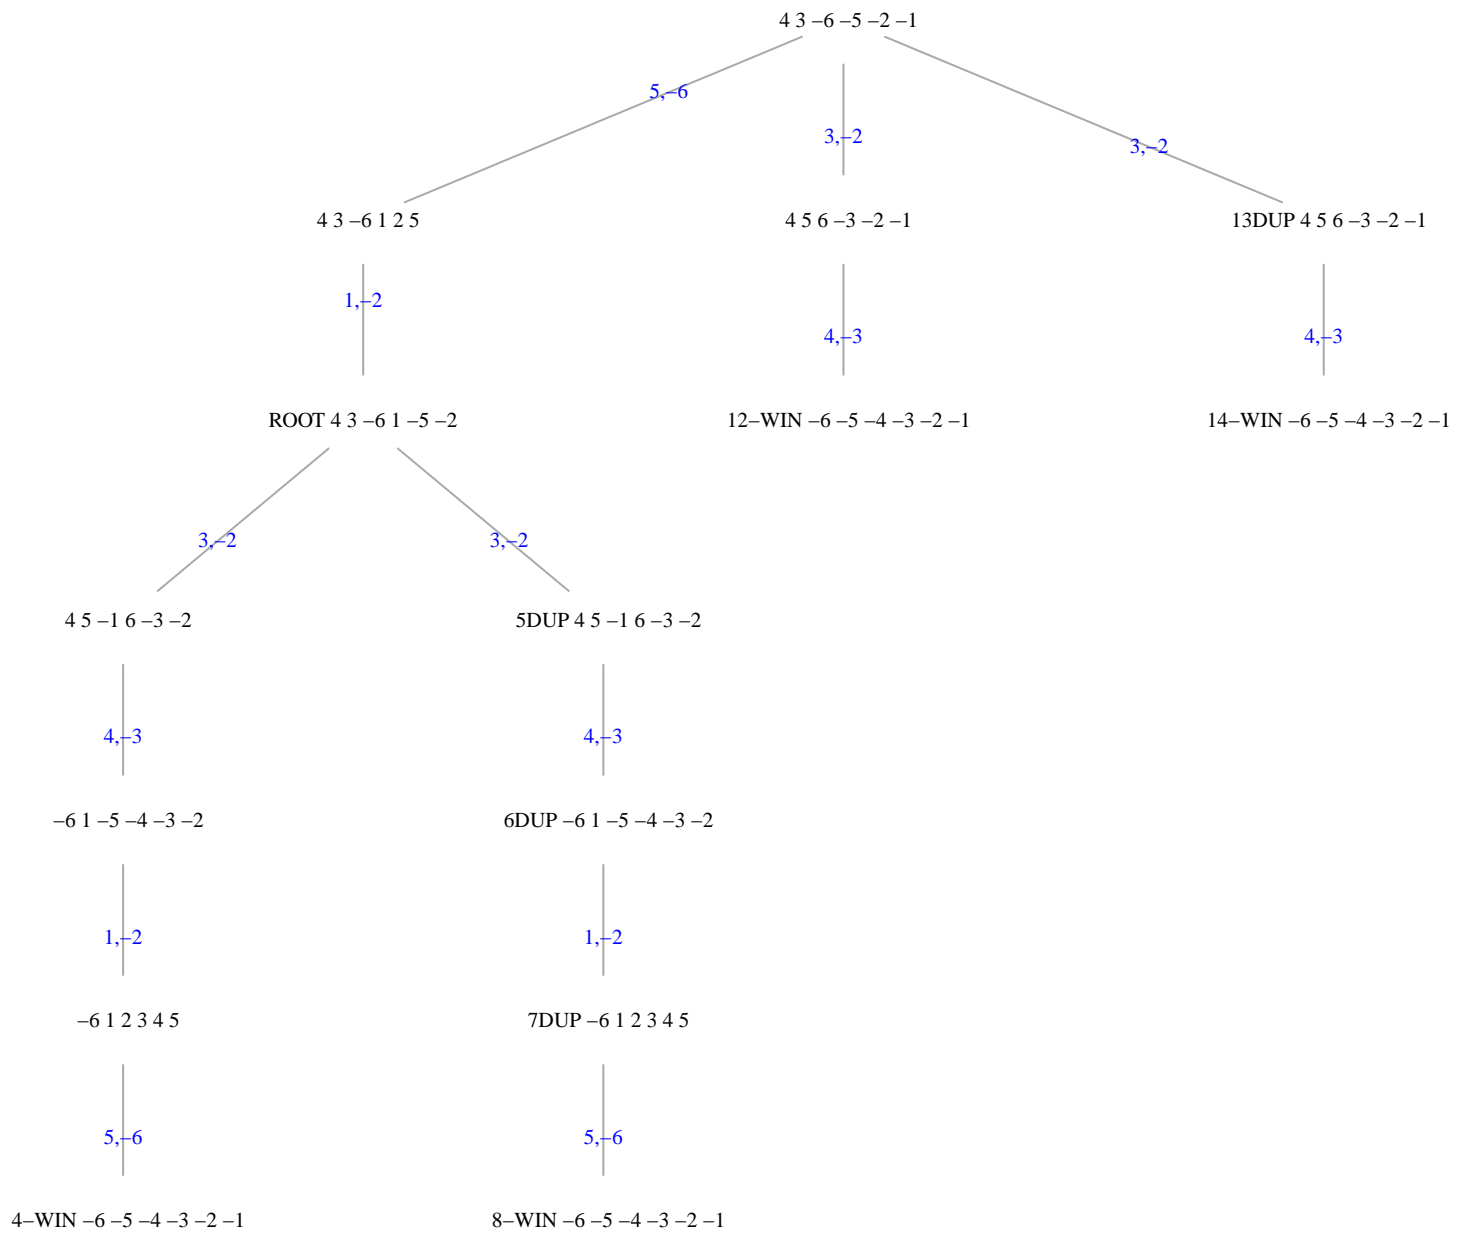 4 3 –6 –5 –2 –1
5,–6
3,–2
3,–2
4 3 –6 1 2 5
4 5 6 –3 –2 –1
13DUP 4 5 6 –3 –2 –1
1,–2
4,–3
4,–3
ROOT 4 3 –6 1 –5 –2
12–WIN –6 –5 –4 –3 –2 –1
14–WIN –6 –5 –4 –3 –2 –1
3,–2
3,–2
4 5 –1 6 –3 –2
5DUP 4 5 –1 6 –3 –2
4,–3
4,–3
–6 1 –5 –4 –3 –2
6DUP –6 1 –5 –4 –3 –2
1,–2
1,–2
–6 1 2 3 4 5
7DUP –6 1 2 3 4 5
5,–6
5,–6
4–WIN –6 –5 –4 –3 –2 –1
8–WIN –6 –5 –4 –3 –2 –1